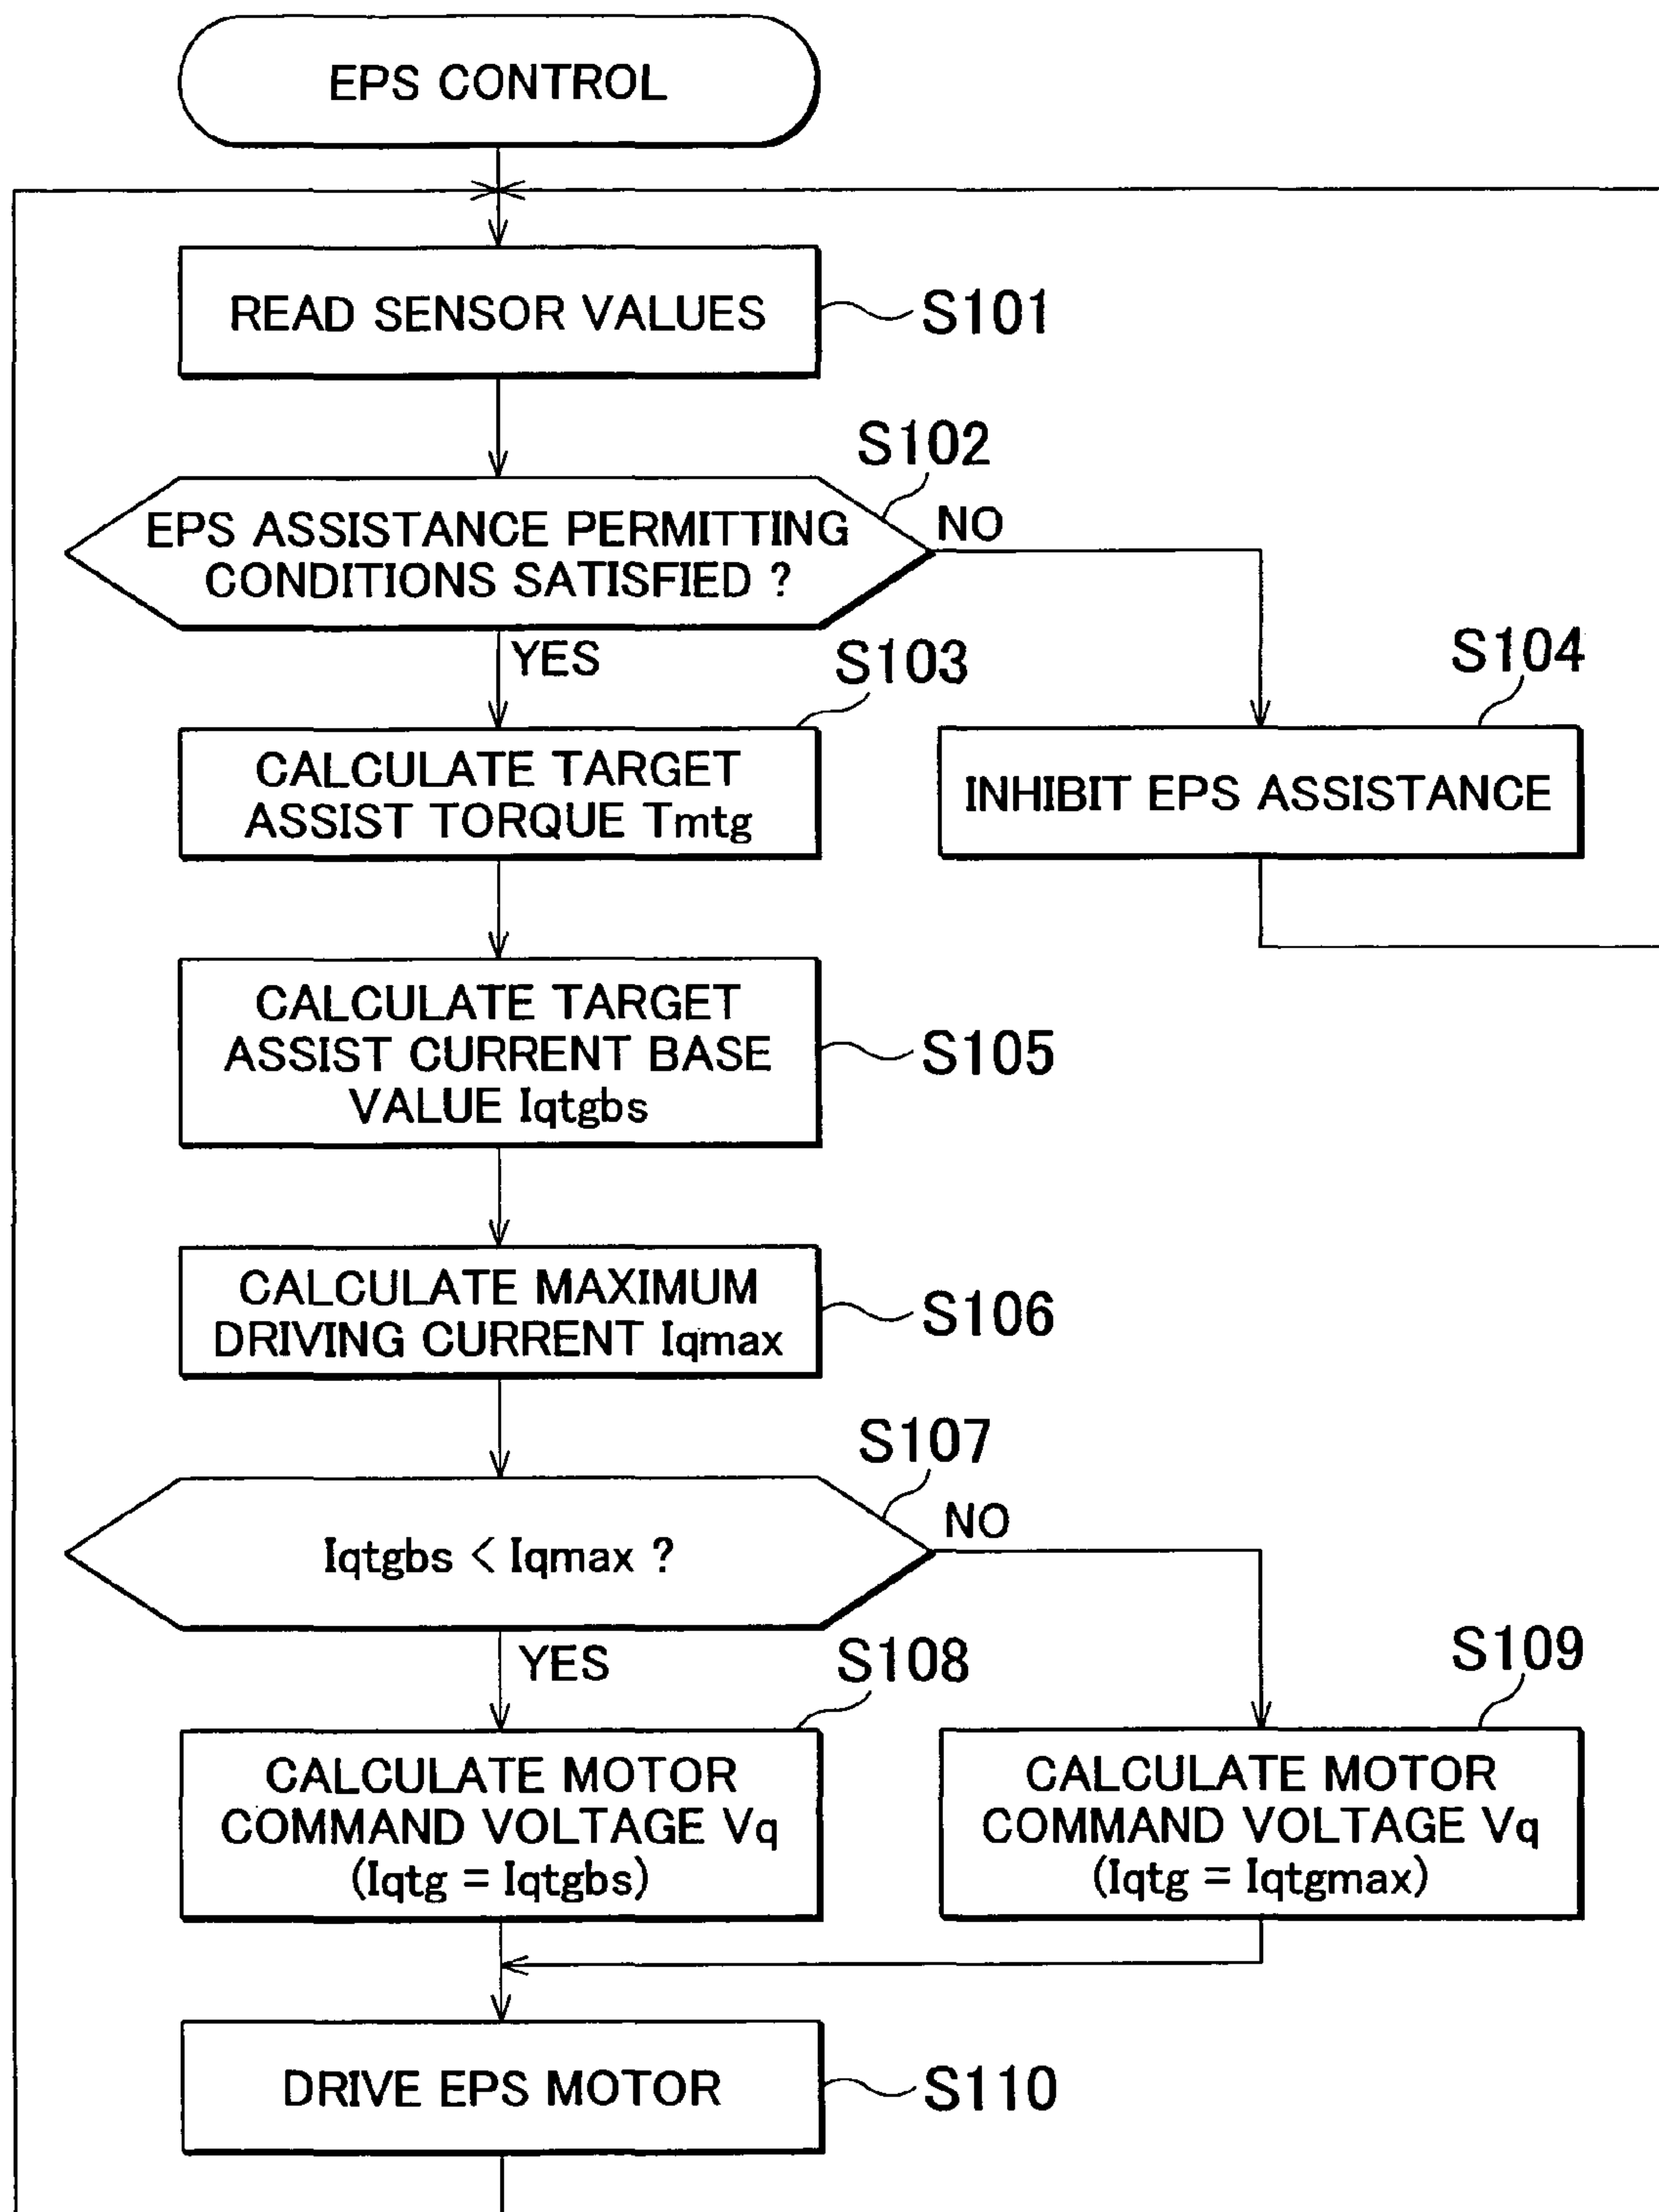 EPS CONTROL
READ SENSOR VALUES
S101
S102
EPS ASSISTANCE PERMITTING
CONDITIONS SATISFIED ?
NO
YES
S103
CALCULATE TARGET
ASSIST TORQUE Tmtg
S104
INHIBIT EPS ASSISTANCE
CALCULATE TARGET
ASSIST CURRENT BASE
VALUE Iqtgbs
S105
CALCULATE MAXIMUM
DRIVING CURRENT Iqmax
S106
S107
Iqtgbs < Iqmax ?
NO
YES
S108
CALCULATE MOTOR
COMMAND VOLTAGE Vq
(Iqtg = Iqtgbs)
S109
CALCULATE MOTOR
COMMAND VOLTAGE Vq
(Iqtg = Iqtgmax)
DRIVE EPS MOTOR
S110